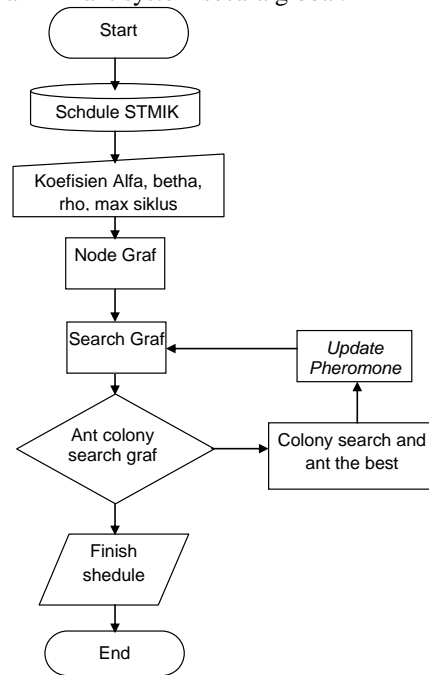 Start
Schdule STMIK
Koefisien Alfa, betha,
rho, max siklus
Node Graf
Search Graf
Update
Pheromone
Ant colony
search graf
Colony search and
ant the best
Finish
shedule
End